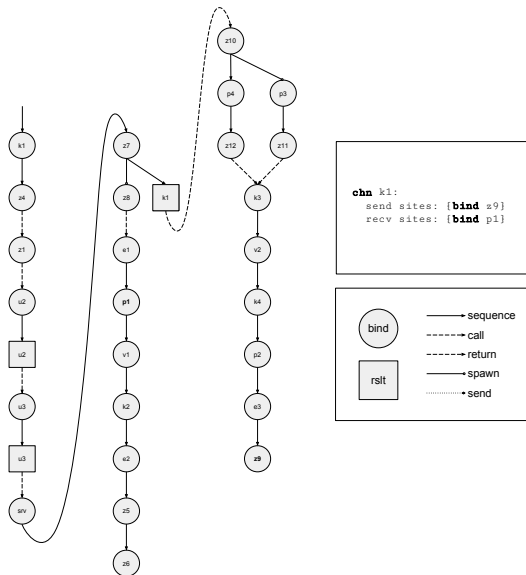 z10
p4
p3
k1
z7
z12
z11
z4
z8
k1
k3
z1
e1
v2
u2
p1
k4
u2
v1
p2
u3
k2
e3
u3
e2
z9
srv
z5
z6
chn k1:
send sites: {bind z9}
recv sites: {bind p1}
bind
rslt
sequence
call
return
spawn
send